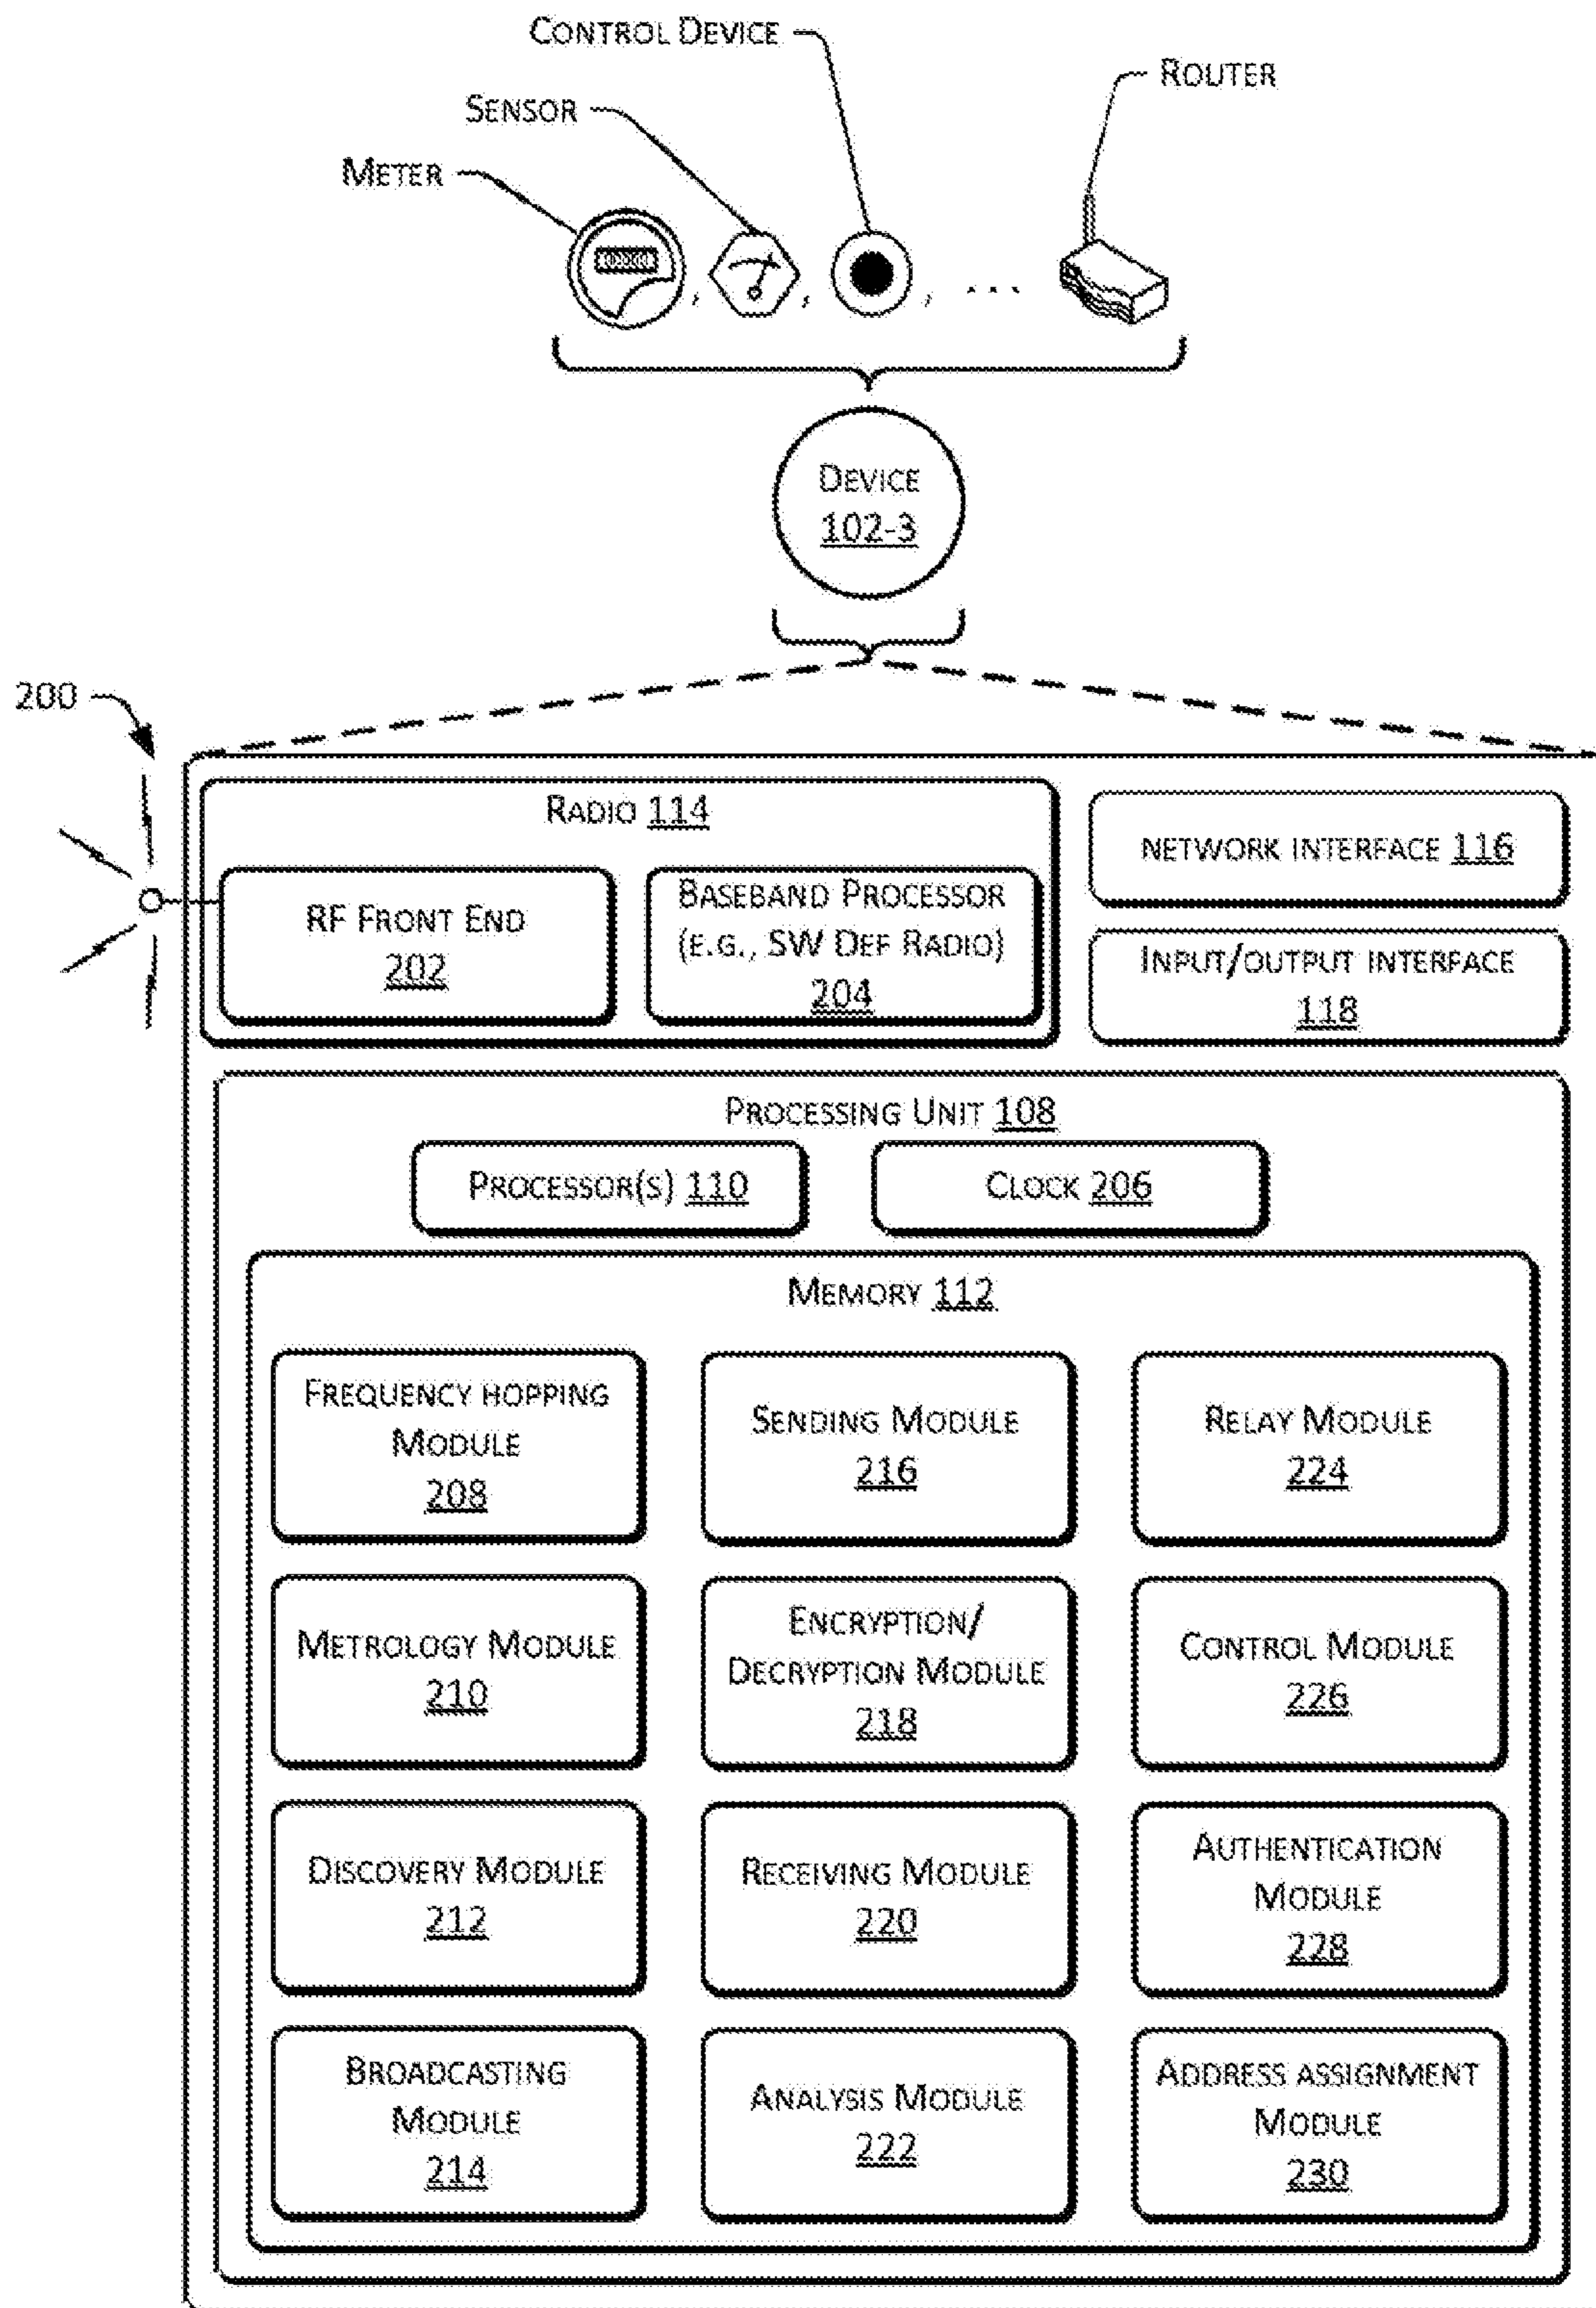 Control Device
Router
Sensor
Meter
00000
Device
102-3
200
Radio 114
network interface 116
RF Front End
202
Baseband Processor
(e.g., SW Def Radio)
204
Input/output interface
118
Processing Unit 108
Processor(s) 110
Clock 206
Memory 112
Frequency hopping
Module
208
Sending Module
216
Relay Module
224
Metrology Module
210
Encryption/
Decryption Module
218
Control Module
226
Discovery Module
212
Receiving Module
220
Authentication
Module
228
Broadcasting
Module
214
Analysis Module
222
Address assignment
Module
230